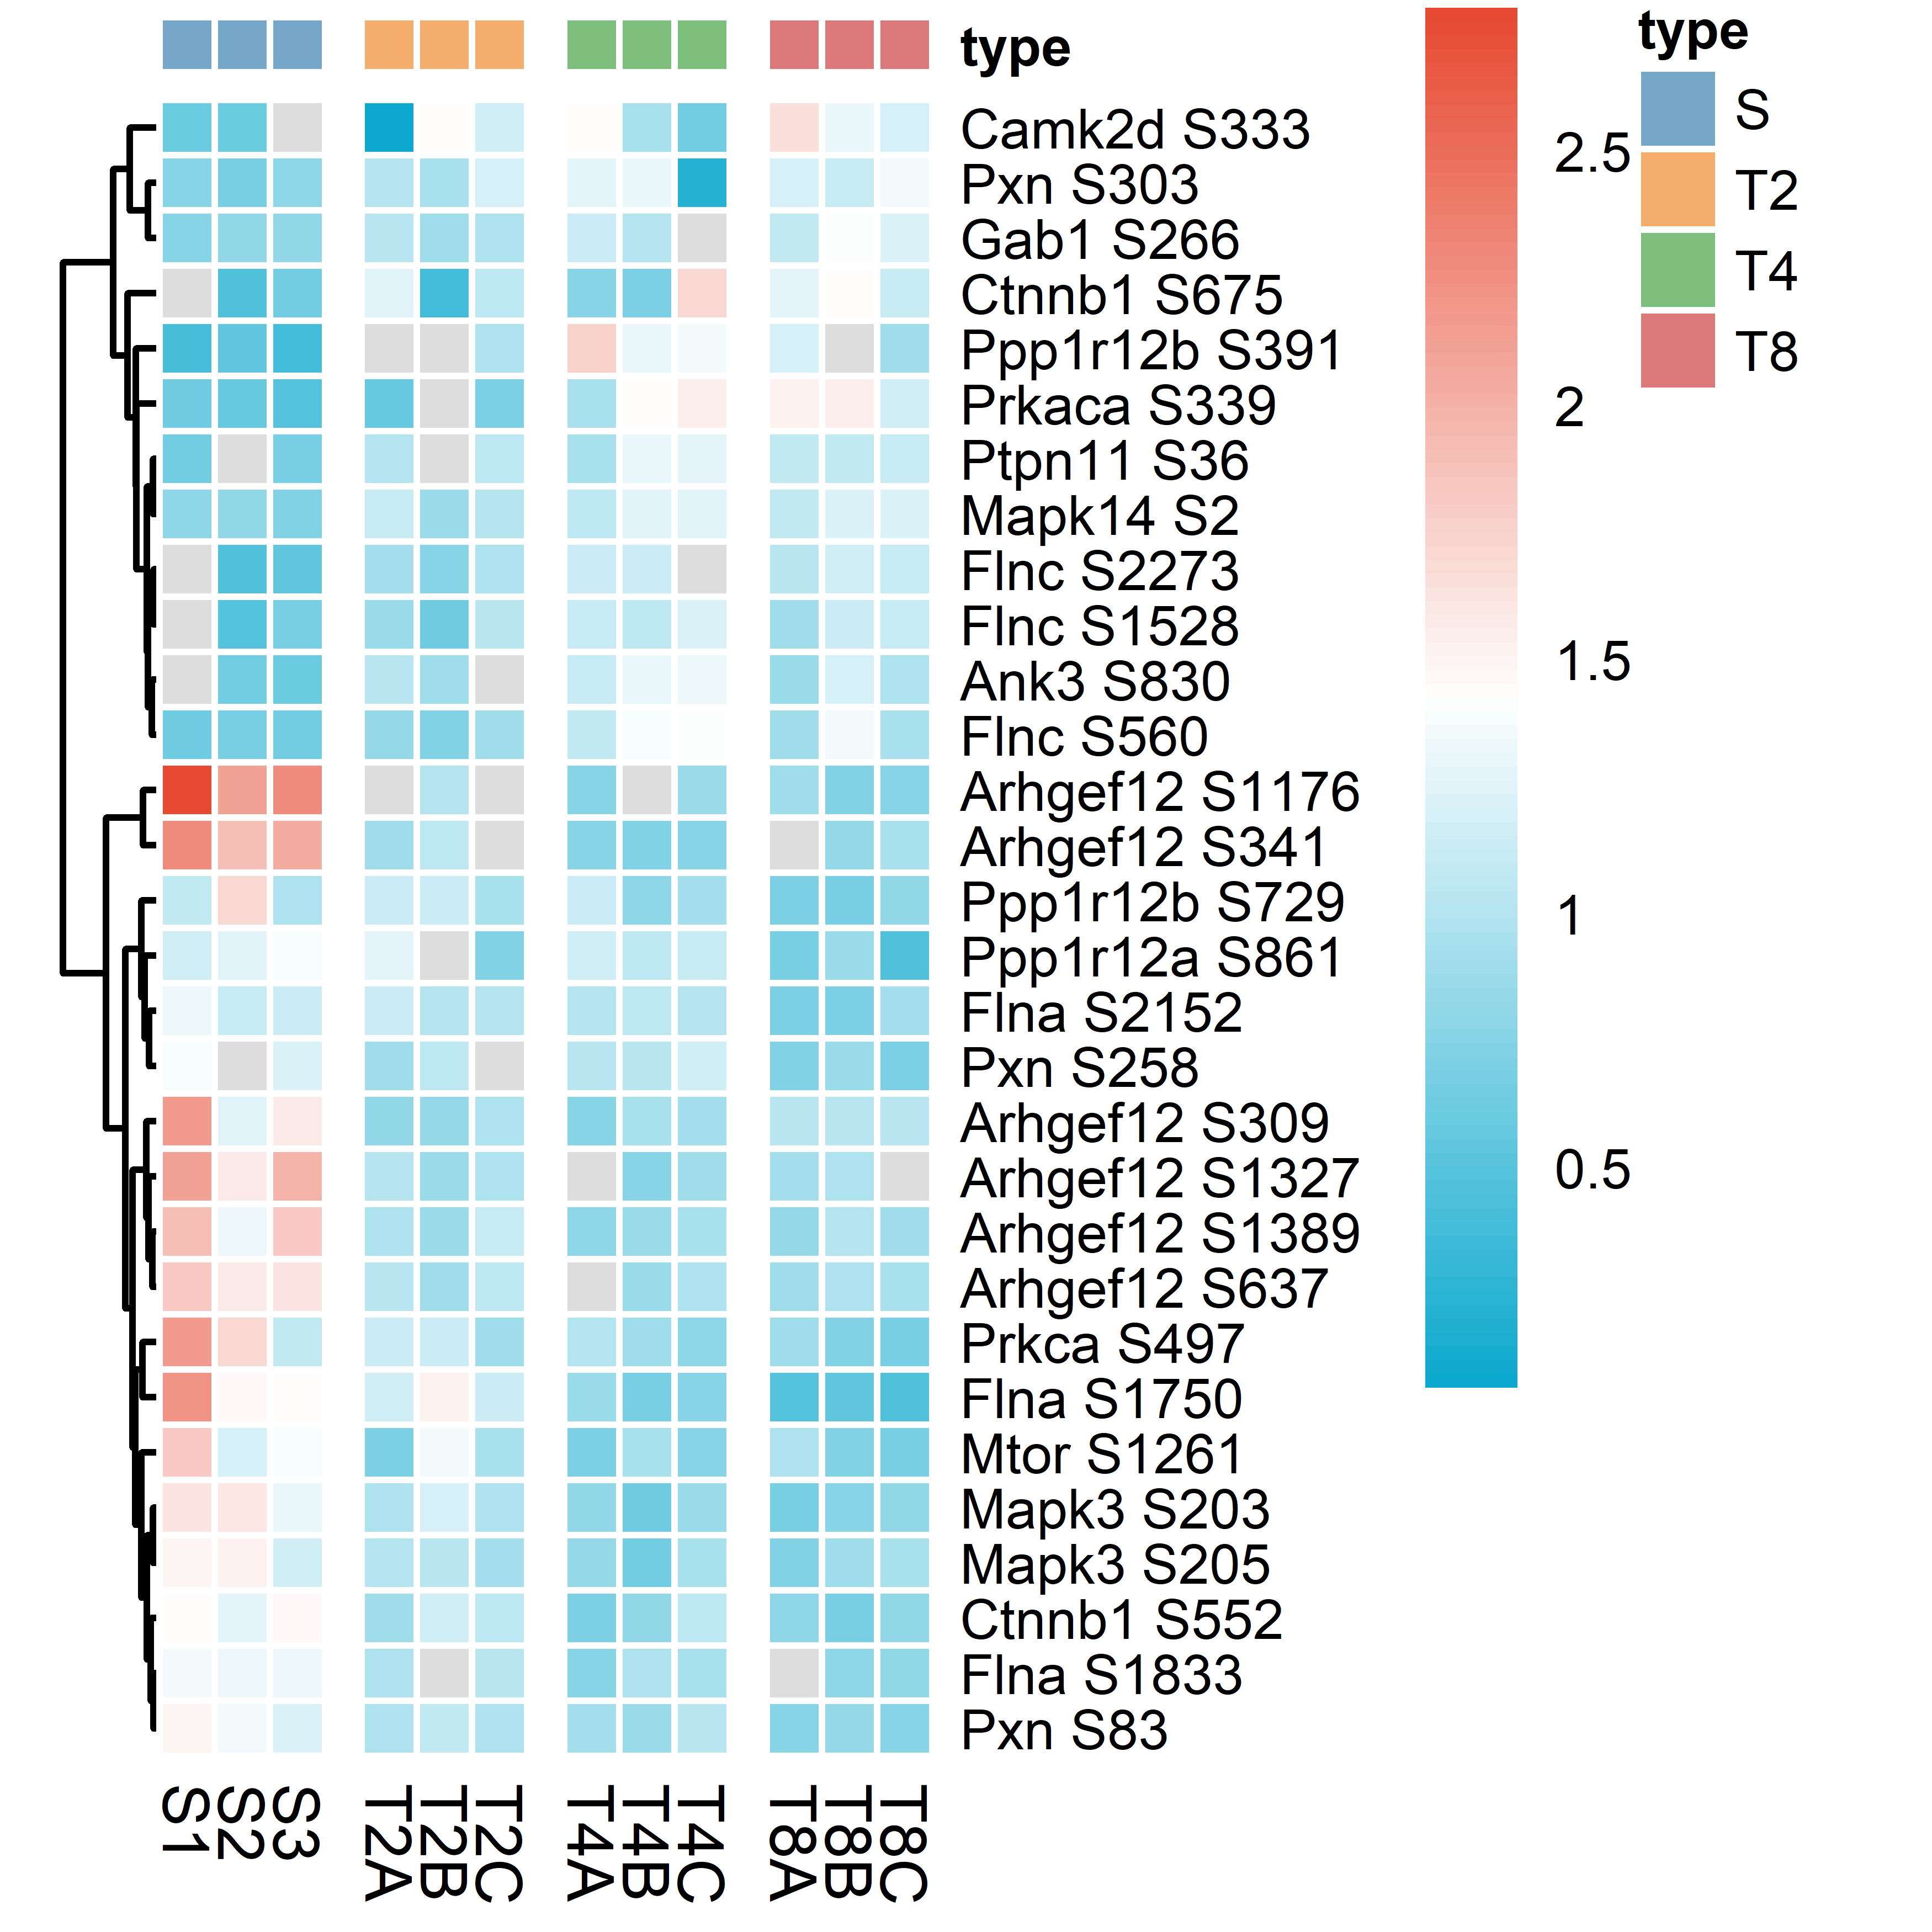 type
Camk2d S333
Pxn S303
Gab1 S266
Ctnnb1 S675
Ppp1r12b S391
Prkaca S339
Ptpn11 S36
Mapk14 S2
Flnc S2273
Flnc S1528
Ank3 S830
Flnc S560
Arhgef12 S1176
Arhgef12 S341
Ppp1r12b S729
Ppp1r12a S861
Flna S2152
Pxn S258
Arhgef12 S309
Arhgef12 S1327
Arhgef12 S1389
Arhgef12 S637
Prkca S497
Flna S1750
Mtor S1261
Mapk3 S203
Mapk3 S205
Ctnnb1 S552
Flna S1833
Pxn S83
S1
S2
S3
T2A
T2B
T2C
T4A
T4B
T4C
T8A
T8B
T8C
2.5
2
1.5
1
0.5
type
S
T2
T4
T8